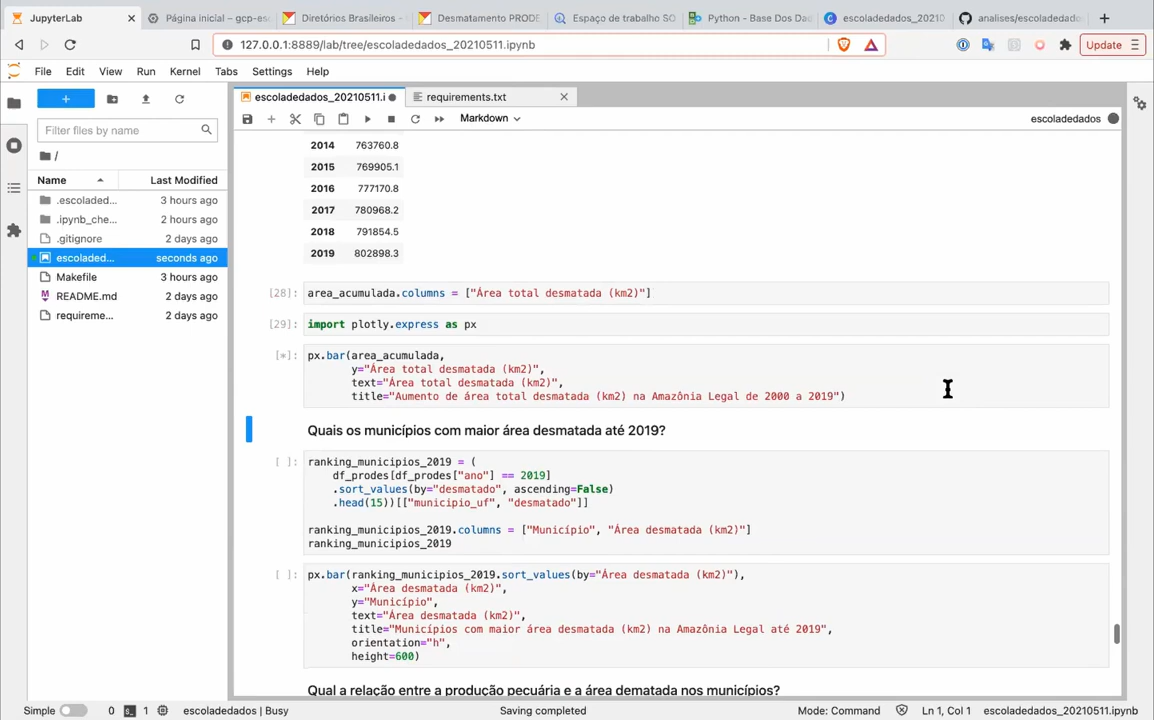 JupyterLab
Página inicial – gcp-es
Diretórios Brasileiros -
Desmatamento PRODE
Espaço de trabalho SQ
Python - Base Dos Da
escoladedados_20210
analises/escoladedado
127.0.0.1:8889/lab/tree/escoladedados_20210511.ipynb
Update
File Edit View Run Kernel Tabs Settings Help
escoladedados_20210511.i
requirements.txt
Filter files by name
Markdown
escoladedados
/
Name Last Modified
.escoladed... 3 hours ago
.ipynb_che... 2 hours ago
.gitignore 2 days ago
escoladed... seconds ago
Makefile 3 hours ago
README.md 2 days ago
requireme... 2 days ago
2014 763760.8
2015 769905.1
2016 777170.8
2017 780968.2
2018 791854.5
2019 802898.3
[28]: area_acumulada.columns = ["Área total desmatada (km2)"]
[29]: import plotly.express as px
[*]: px.bar(area_acumulada,
y="Área total desmatada (km2)",
text="Área total desmatada (km2)",
title="Aumento de área total desmatada (km2) na Amazônia Legal de 2000 a 2019")
Quais os municípios com maior área desmatada até 2019?
[ ]: ranking_municipios_2019 = (
df_prodes[df_prodes["ano"] == 2019]
.sort_values(by="desmatado", ascending=False)
.head(15))[["municipio_uf", "desmatado"]]
ranking_municipios_2019.columns = ["Município", "Área desmatada (km2)"]
ranking_municipios_2019
[ ]: px.bar(ranking_municipios_2019.sort_values(by="Área desmatada (km2)"),
x="Área desmatada (km2)",
y="Município",
text="Área desmatada (km2)",
title="Municípios com maior área desmatada (km2) na Amazônia Legal até 2019",
orientation="h",
height=600)
Qual a relação entre a produção pecuária e a área dematada nos municípios?
Simple 0 1 escoladedados | Busy Saving completed Mode: Command Ln 1, Col 1 escoladedados_20210511.ipynb